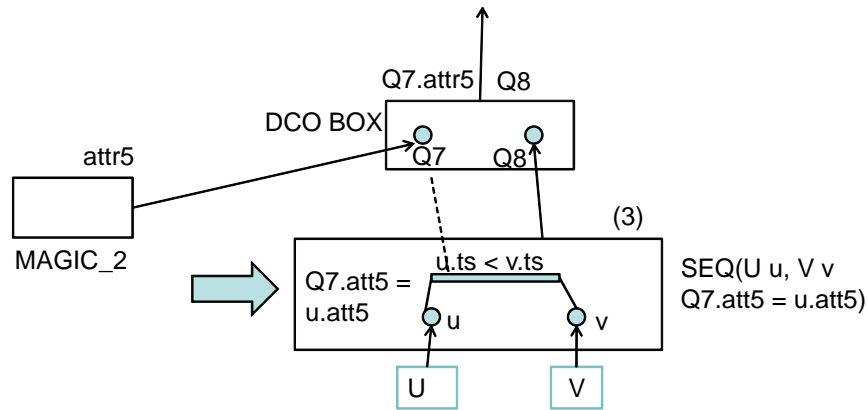 Q7.attr5 Q8
DCO BOX
Q7 Q8
attr5
MAGIC_2
(3)
u.ts < v.ts
Q7.att5 =
u.att5
u v
SEQ(U u, V v
Q7.att5 = u.att5)
U V